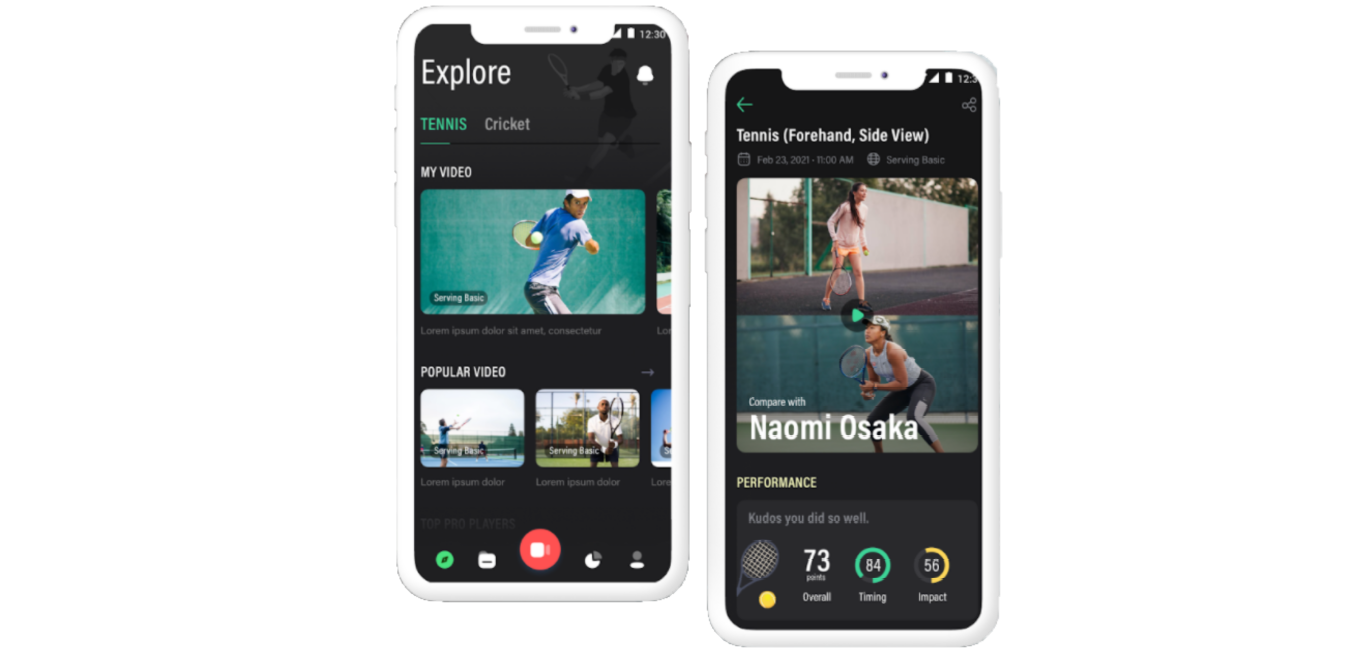 12:30
Explore
TENNIS Cricket
MY VIDEO
Serving Basic
Lorem ipsum dolor sit amet, consectetur
Lor
POPULAR VIDEO
Serving Basic
Serving Basic
Se
Lorem ipsum dolor
Lorem ipsum dolor
Lore
TOP PRO PLAYERS
12:3
Tennis (Forehand, Side View)
Feb 23, 2021 - 11:00 AM Serving Basic
Compare with
Naomi Osaka
PERFORMANCE
Kudos you did so well.
73
points
Overall
84
Timing
56
Impact